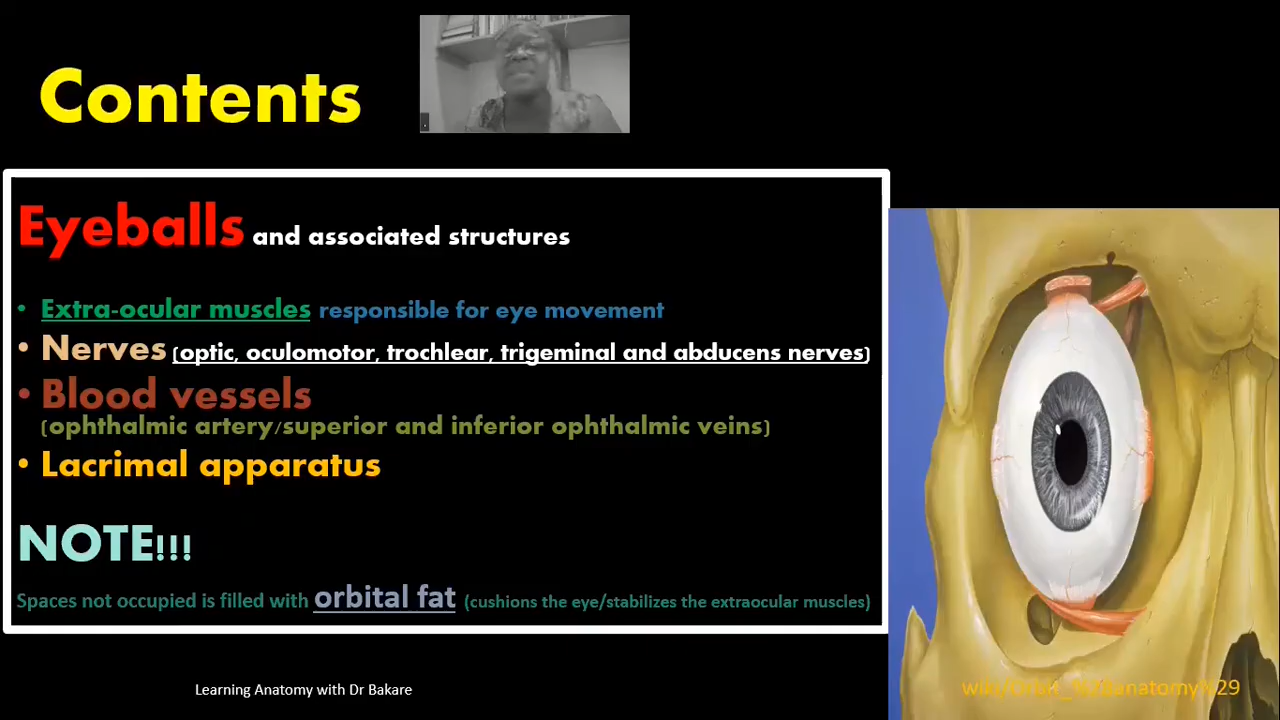 Contents
Eyeballs and associated structures
• Extra-ocular muscles responsible for eye movement
• Nerves (optic, oculomotor, trochlear, trigeminal and abducens nerves)
• Blood vessels
(ophthalmic artery/superior and inferior ophthalmic veins)
• Lacrimal apparatus
NOTE!!!
Spaces not occupied is filled with orbital fat (cushions the eye/stabilizes the extraocular muscles)
Learning Anatomy with Dr Bakare